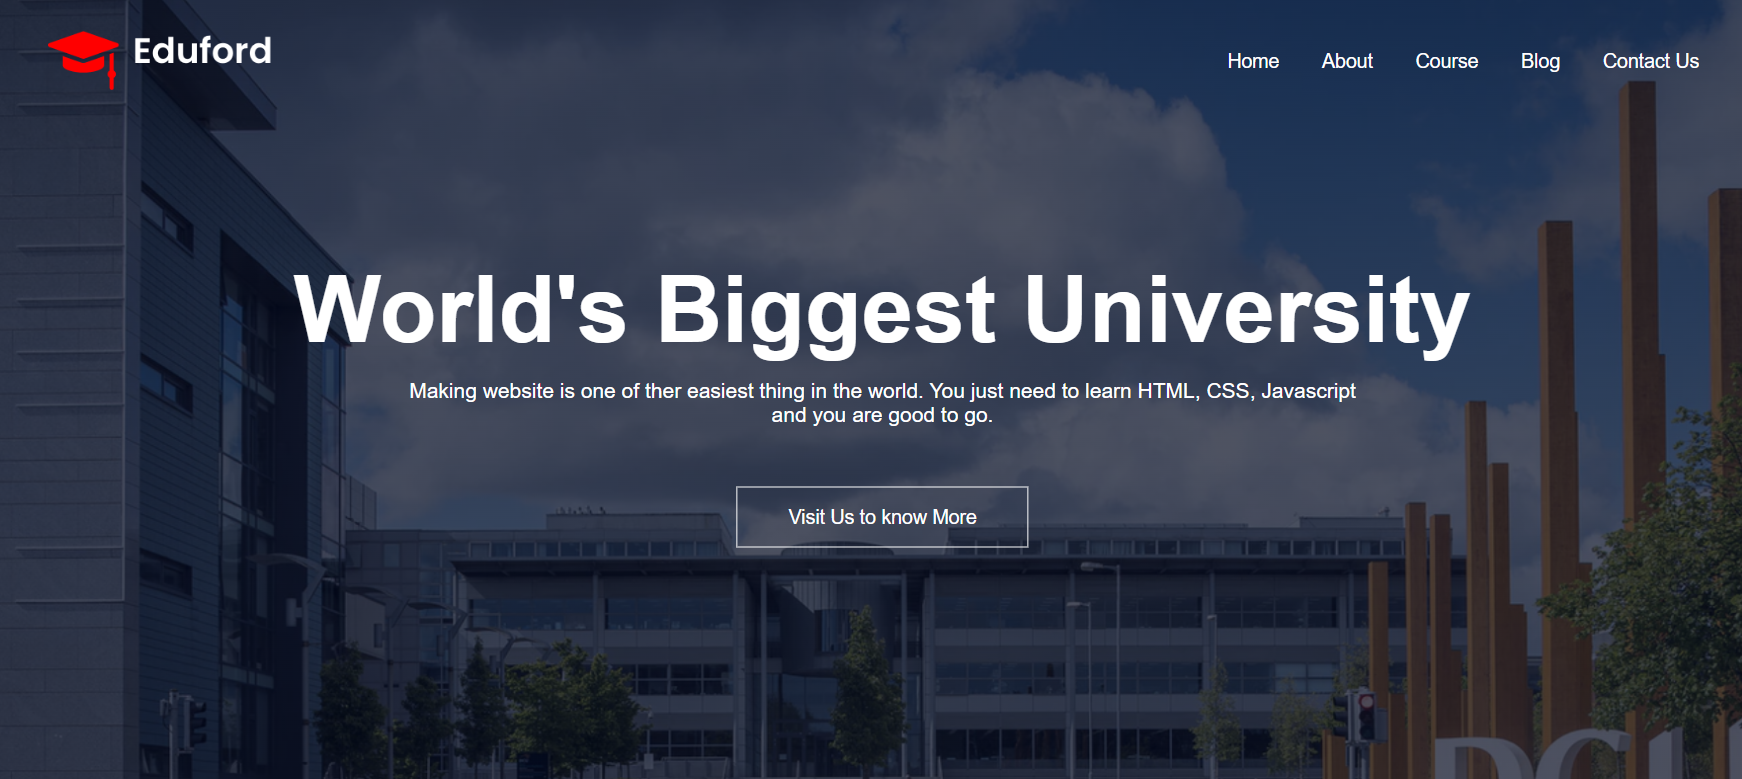 Eduford
Home About Course Blog Contact Us
World's Biggest University
Making website is one of ther easiest thing in the world. You just need to learn HTML, CSS, Javascript
and you are good to go.
Visit Us to know More
DCU